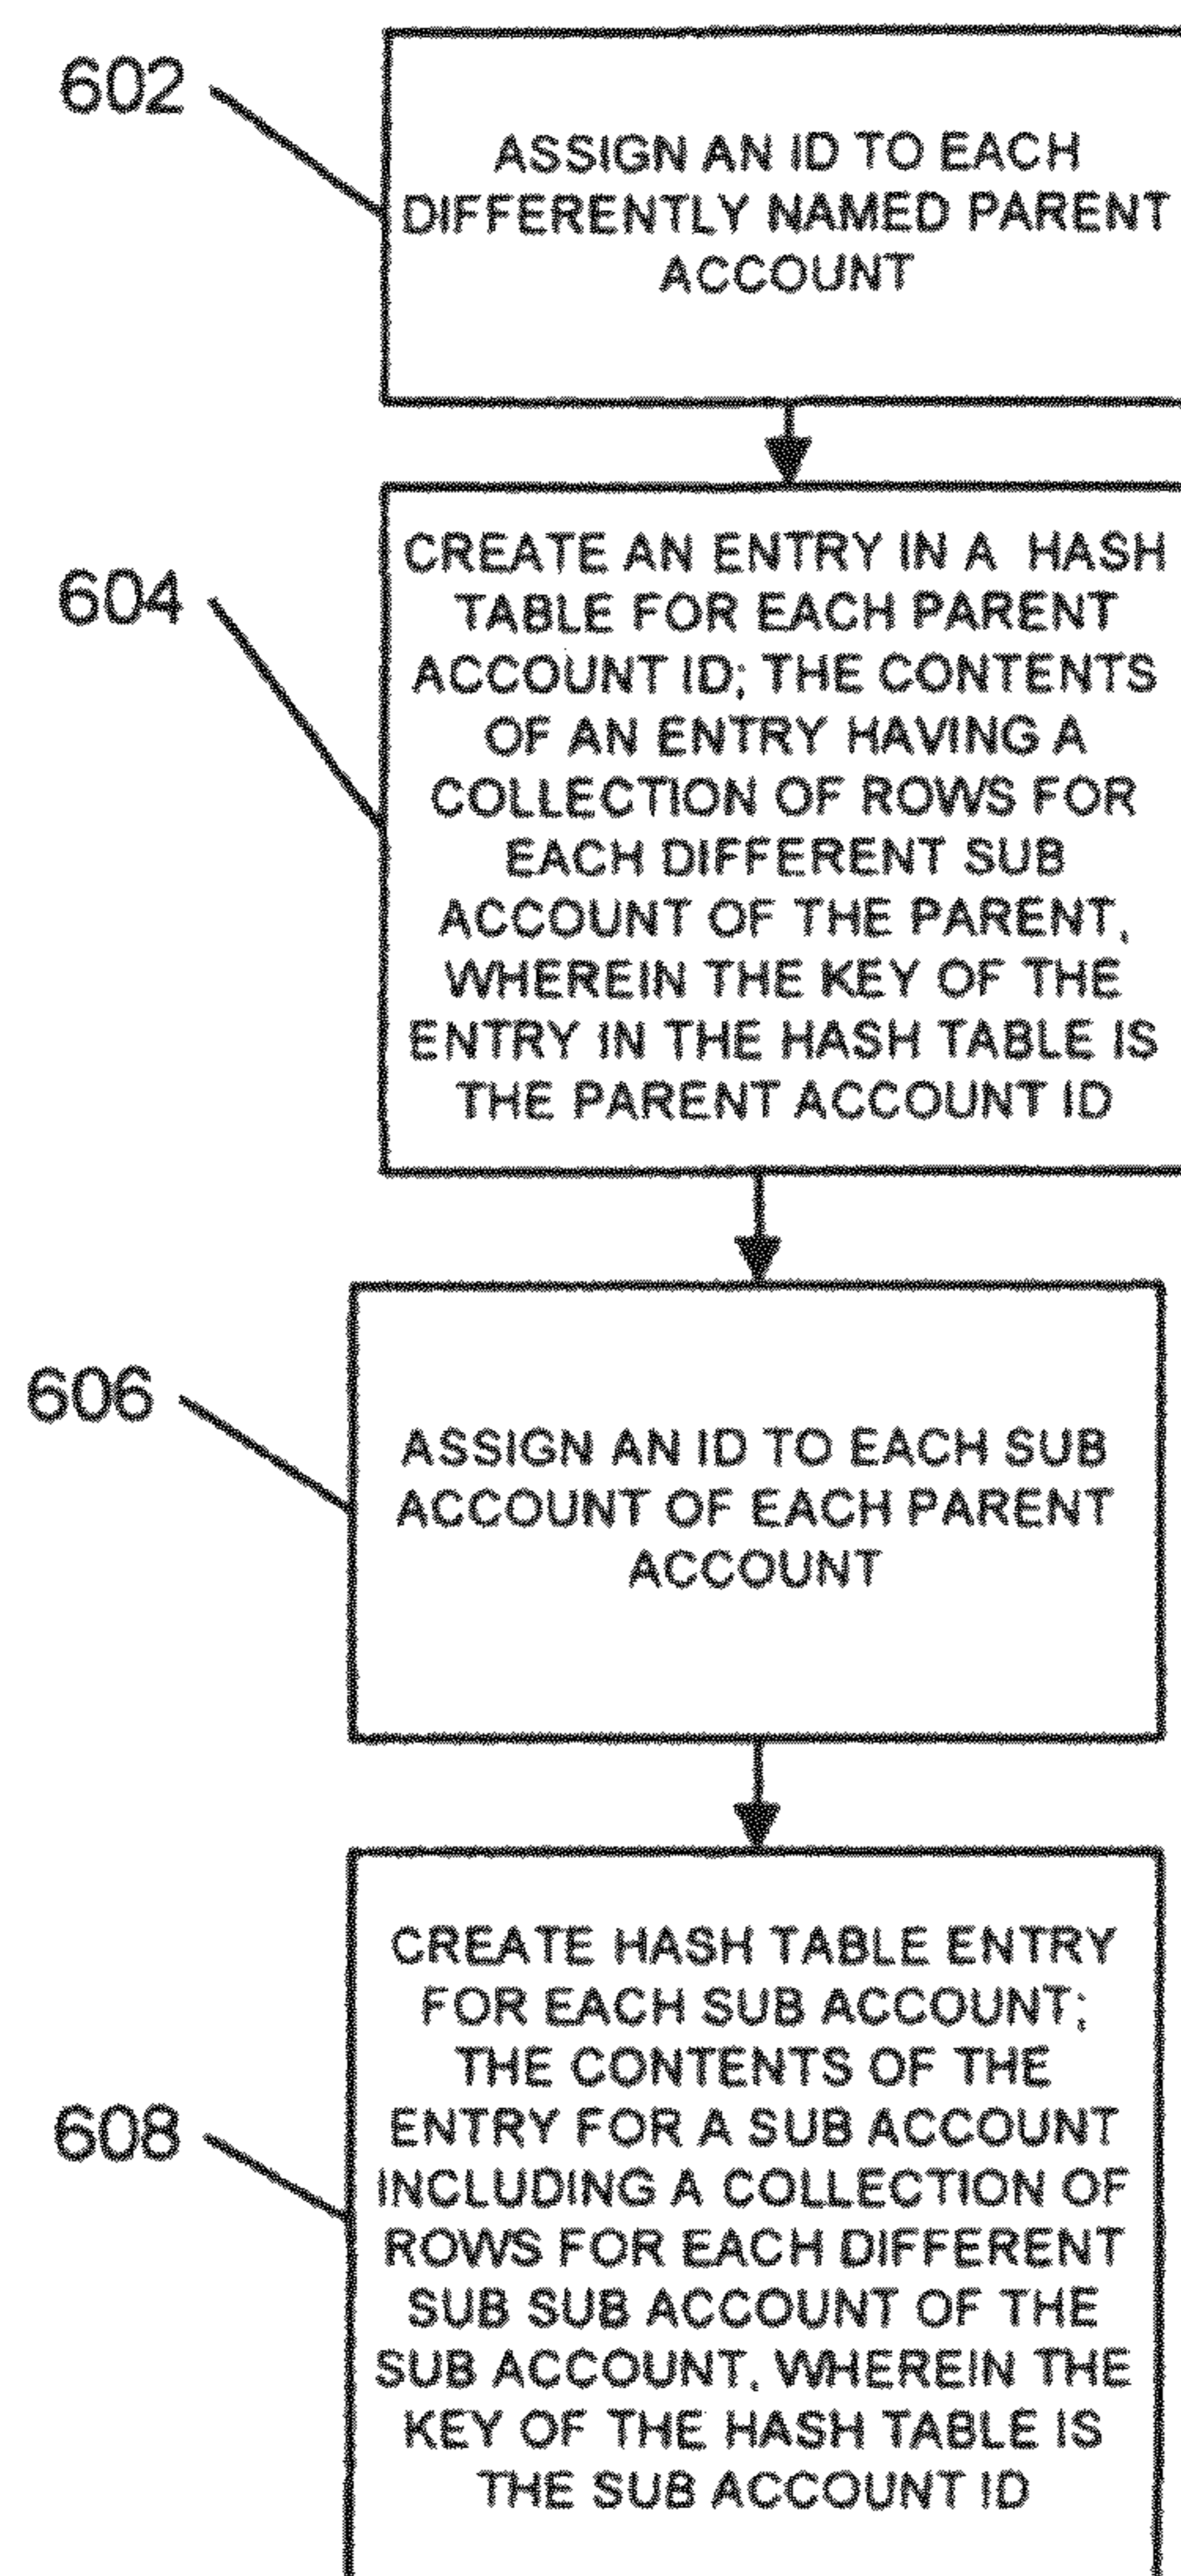 602
ASSIGN AN ID TO EACH
DIFFERENTLY NAMED PARENT
ACCOUNT
604
CREATE AN ENTRY IN A HASH
TABLE FOR EACH PARENT
ACCOUNT ID; THE CONTENTS
OF AN ENTRY HAVING A
COLLECTION OF ROWS FOR
EACH DIFFERENT SUB
ACCOUNT OF THE PARENT,
WHEREIN THE KEY OF THE
ENTRY IN THE HASH TABLE IS
THE PARENT ACCOUNT ID
606
ASSIGN AN ID TO EACH SUB
ACCOUNT OF EACH PARENT
ACCOUNT
608
CREATE HASH TABLE ENTRY
FOR EACH SUB ACCOUNT;
THE CONTENTS OF THE
ENTRY FOR A SUB ACCOUNT
INCLUDING A COLLECTION OF
ROWS FOR EACH DIFFERENT
SUB SUB ACCOUNT OF THE
SUB ACCOUNT, WHEREIN THE
KEY OF THE HASH TABLE IS
THE SUB ACCOUNT ID